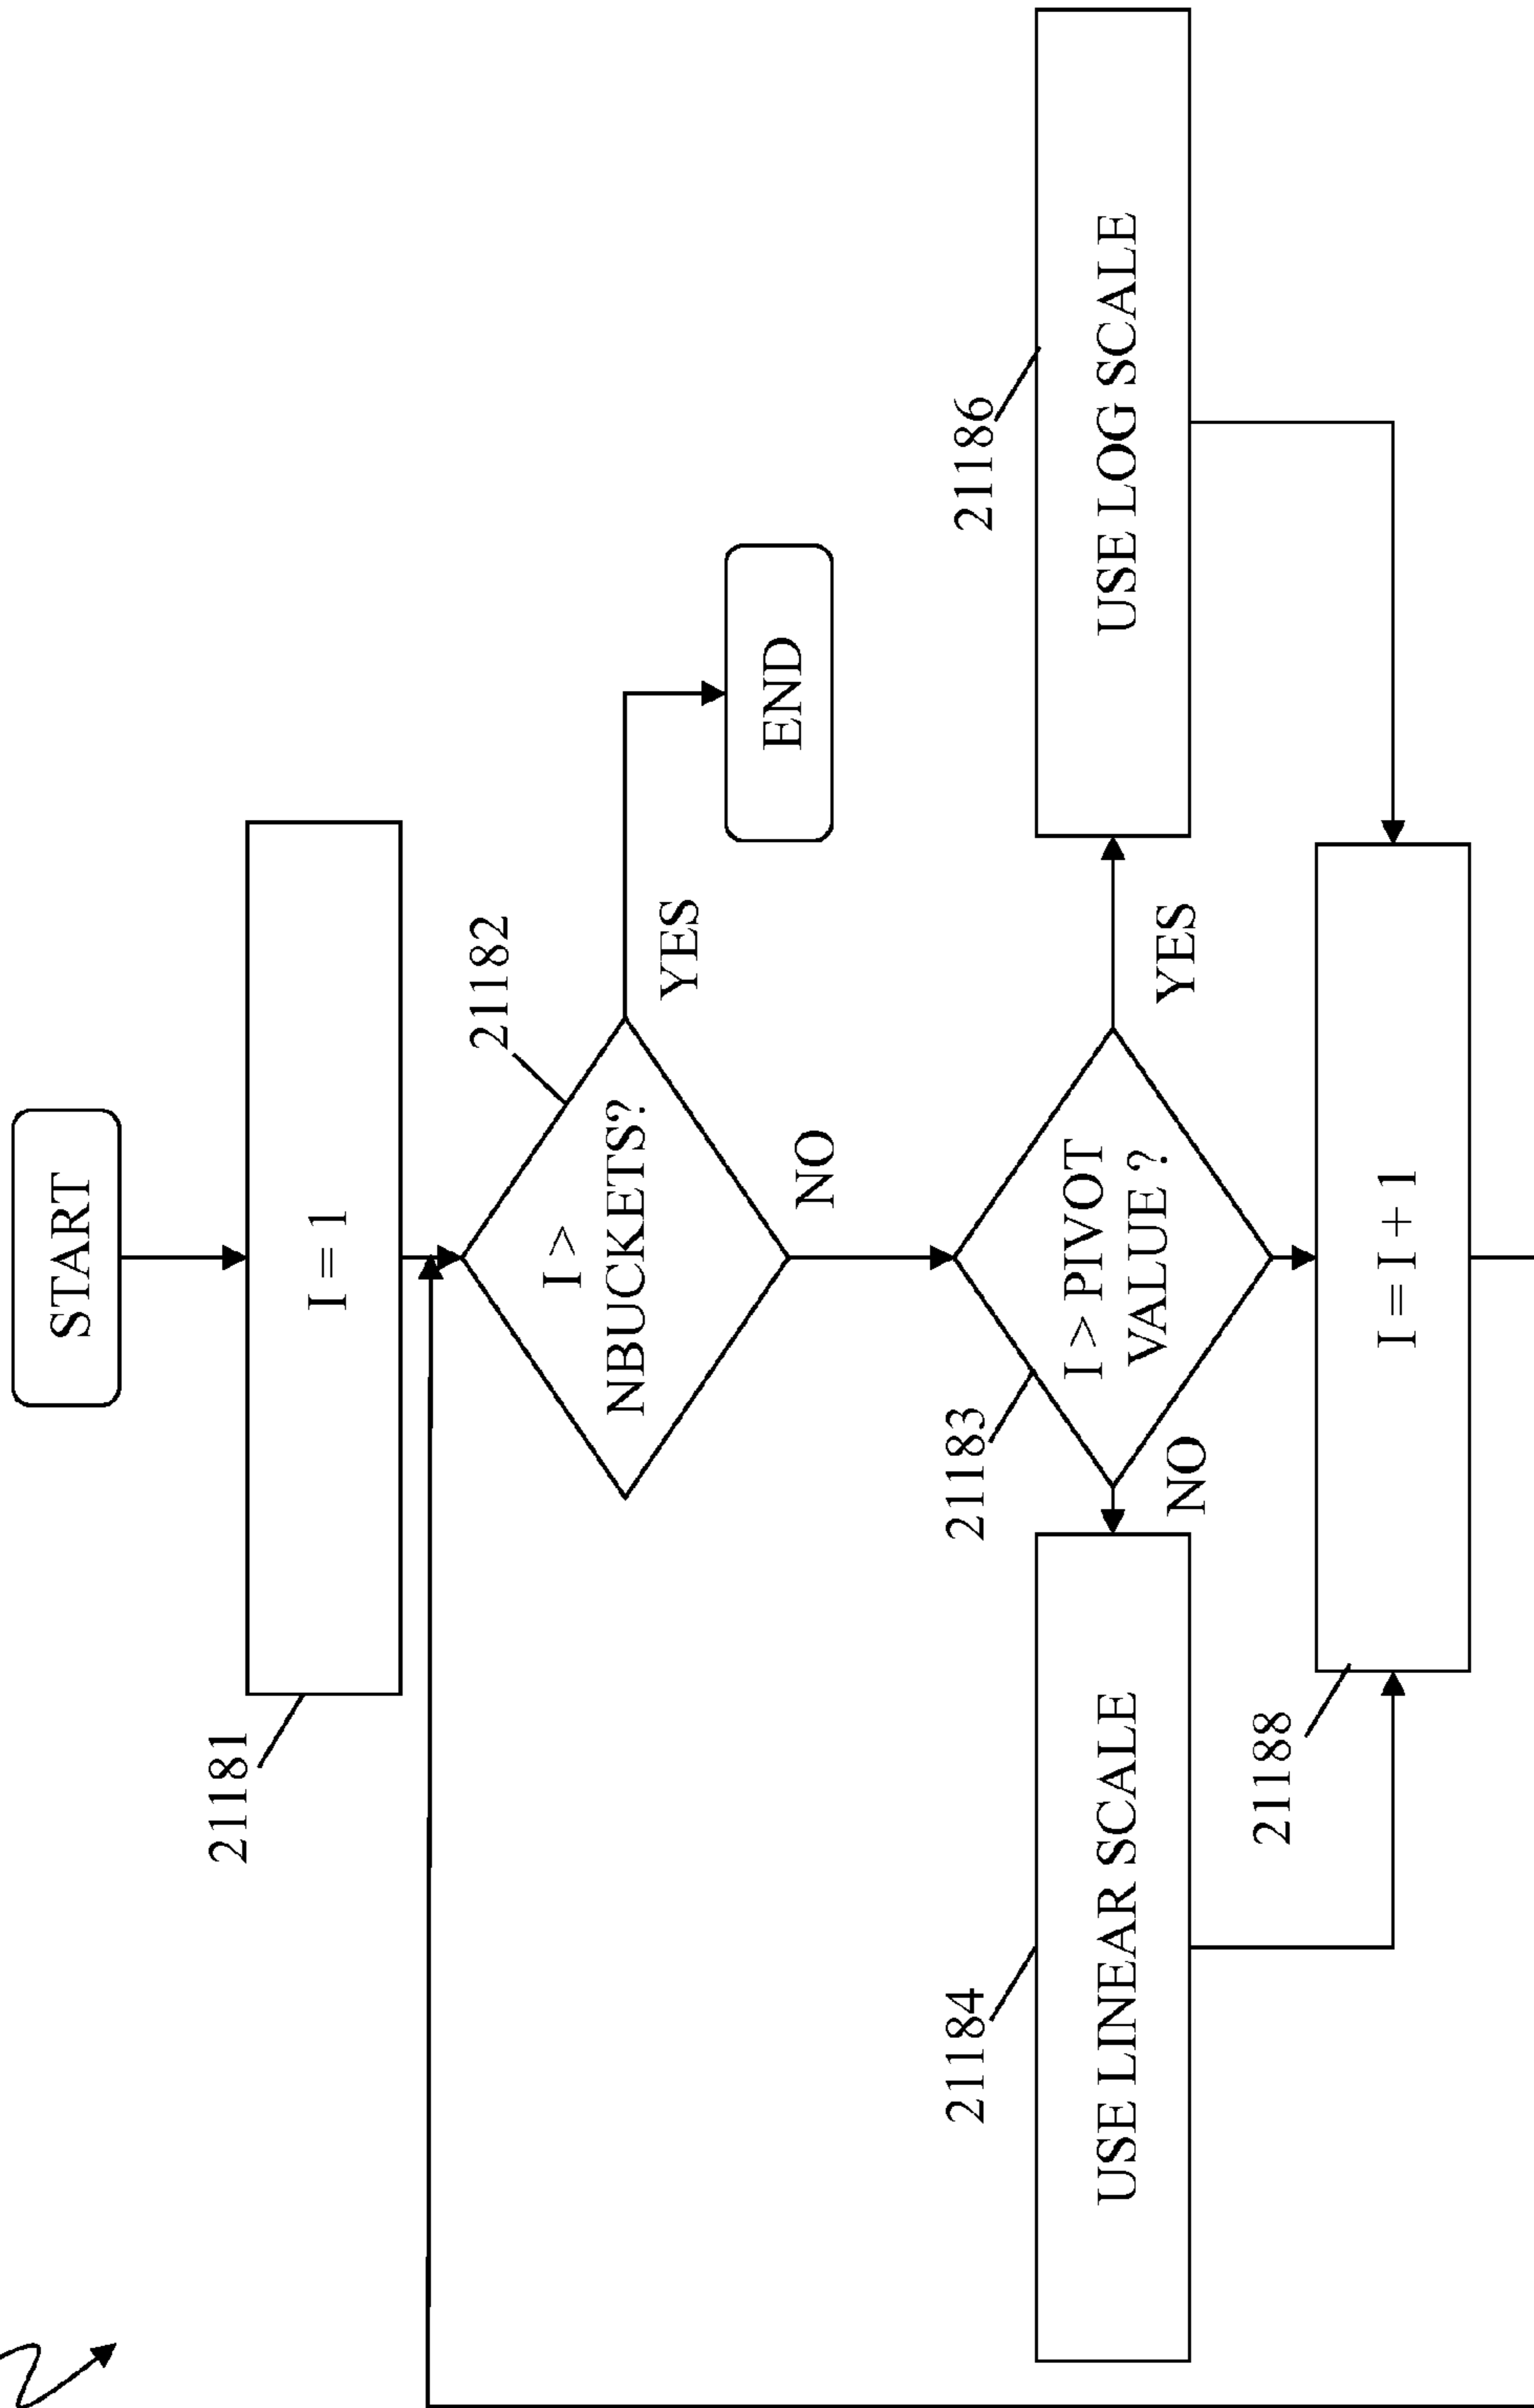 START
21181
I = 1
21182
I >
NBUCKETS?
YES
END
NO
21183
I > PIVOT
VALUE ?
NO
YES
21184
USE LINEAR SCALE
21186
USE LOG SCALE
21188
I = I + 1